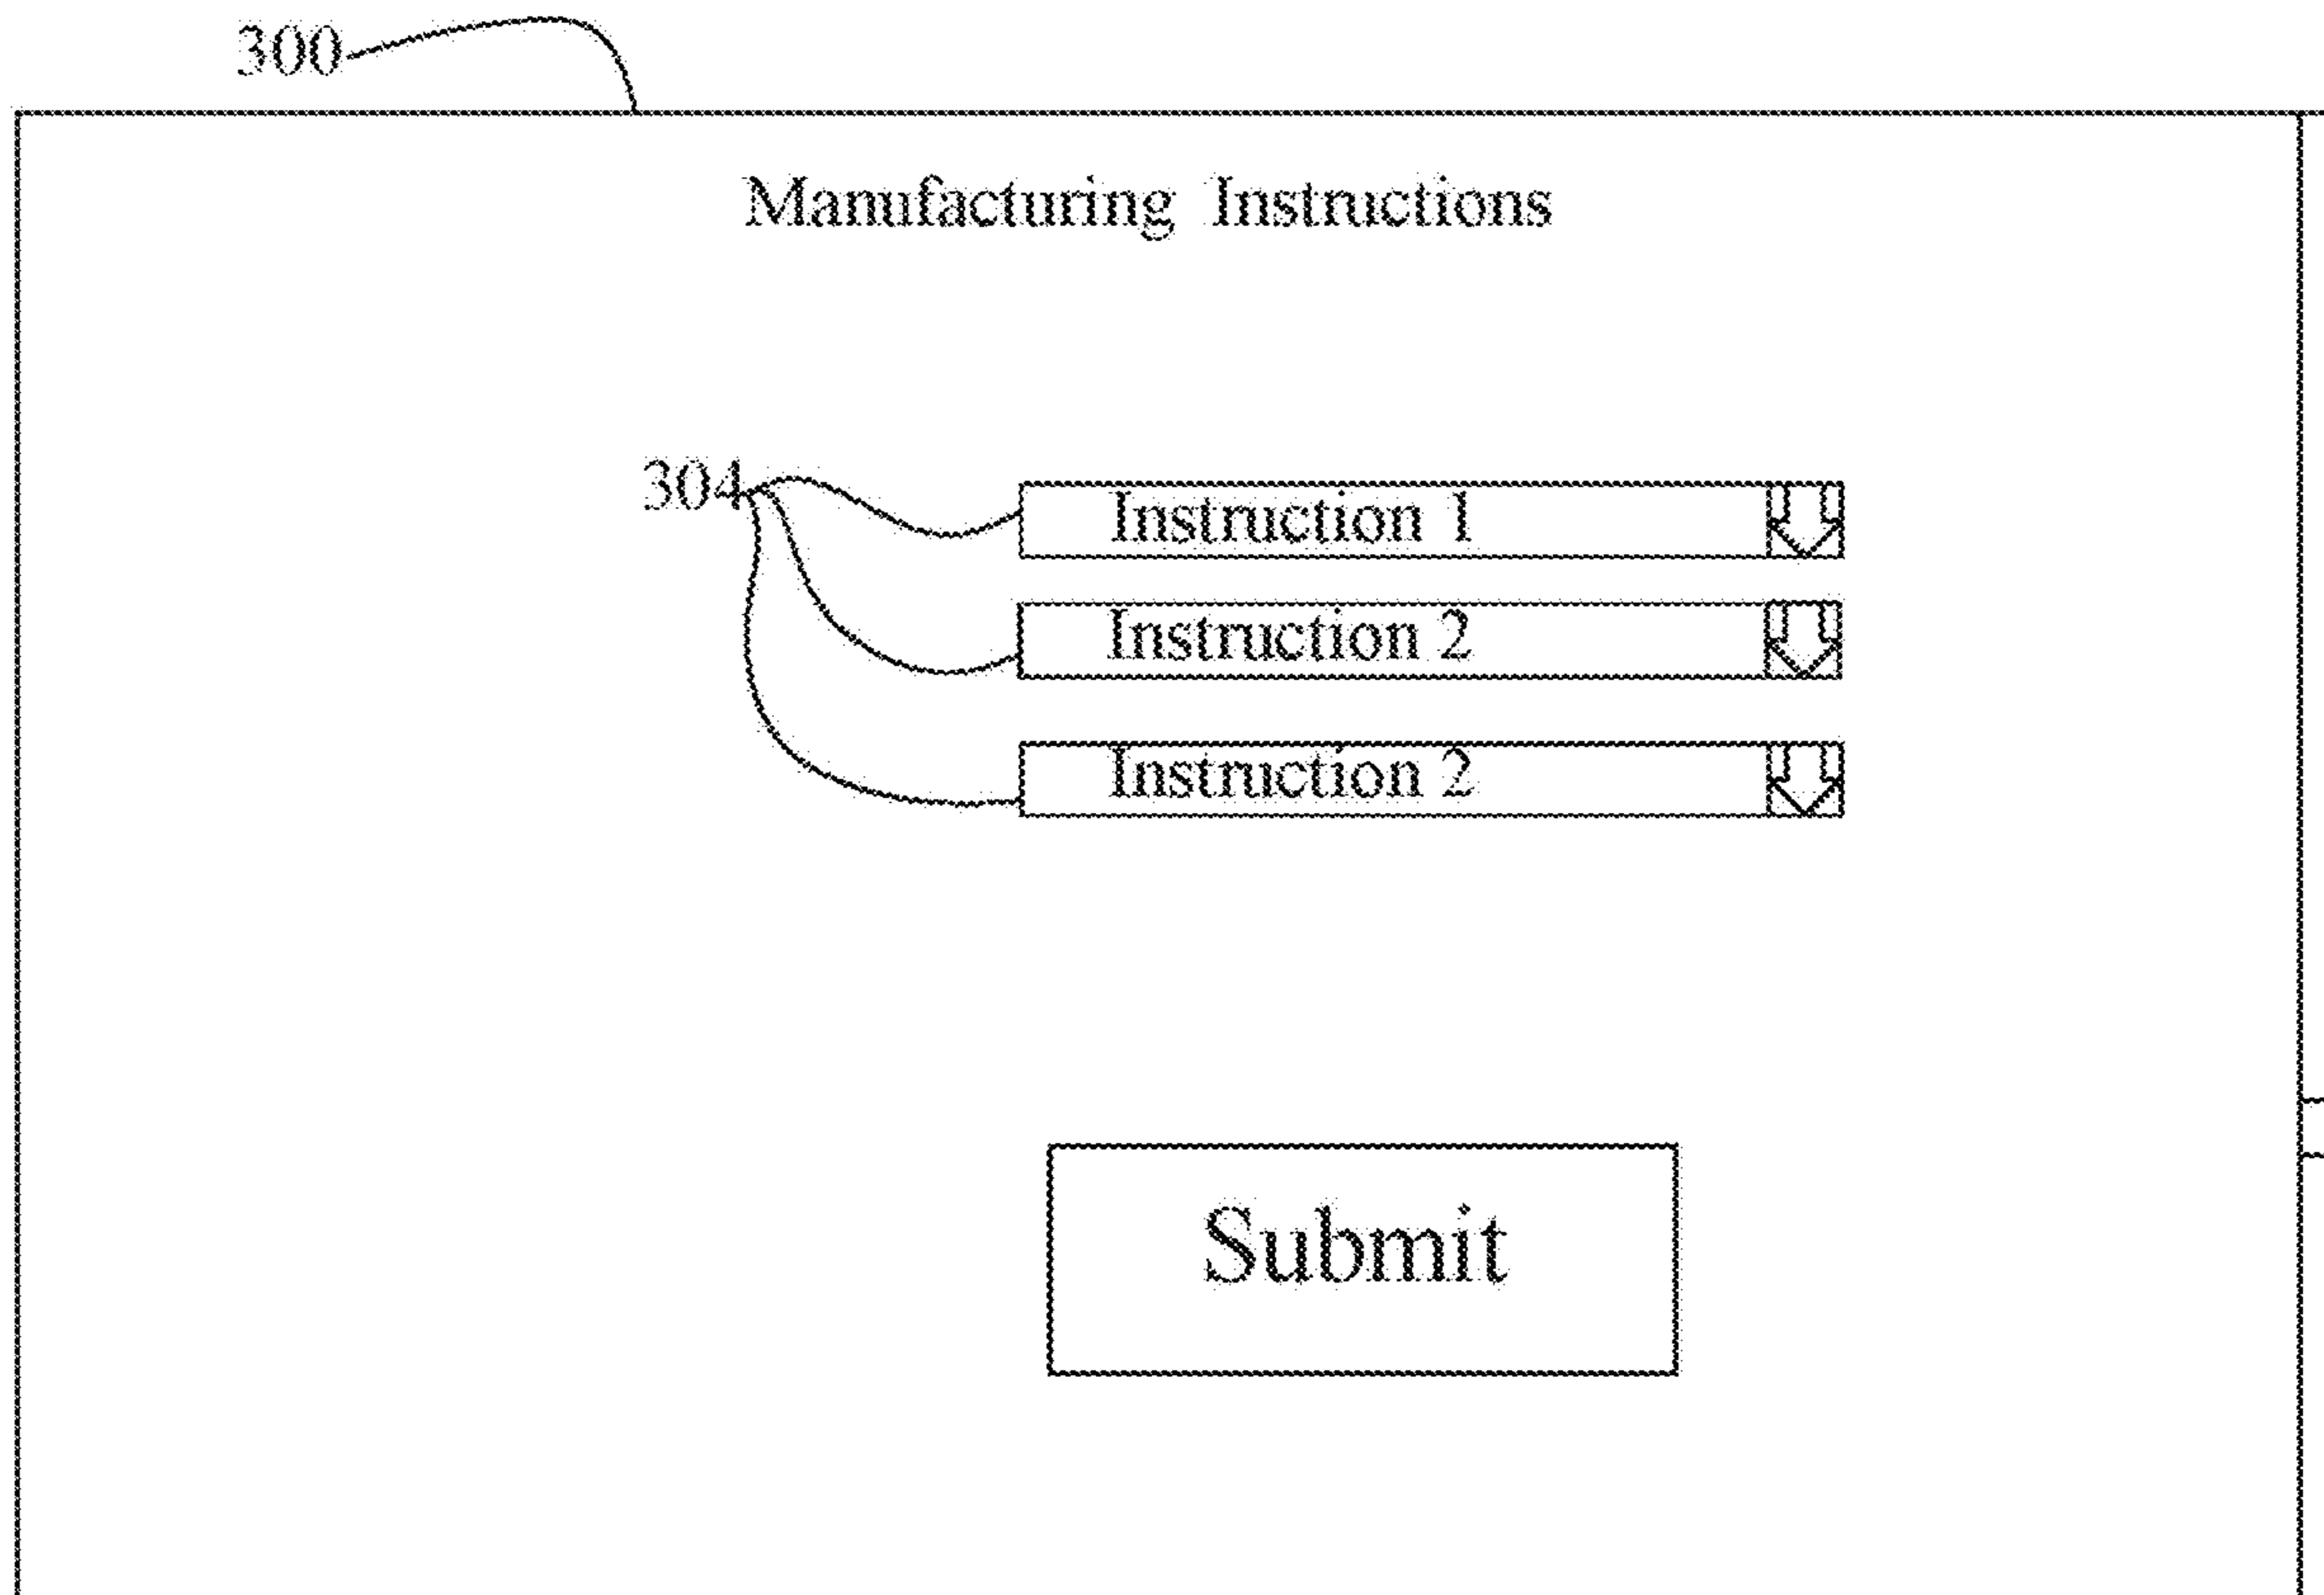 300
Manufacturing Instructions
304
Instruction 1
Instruction 2
Instruction 2
Submit